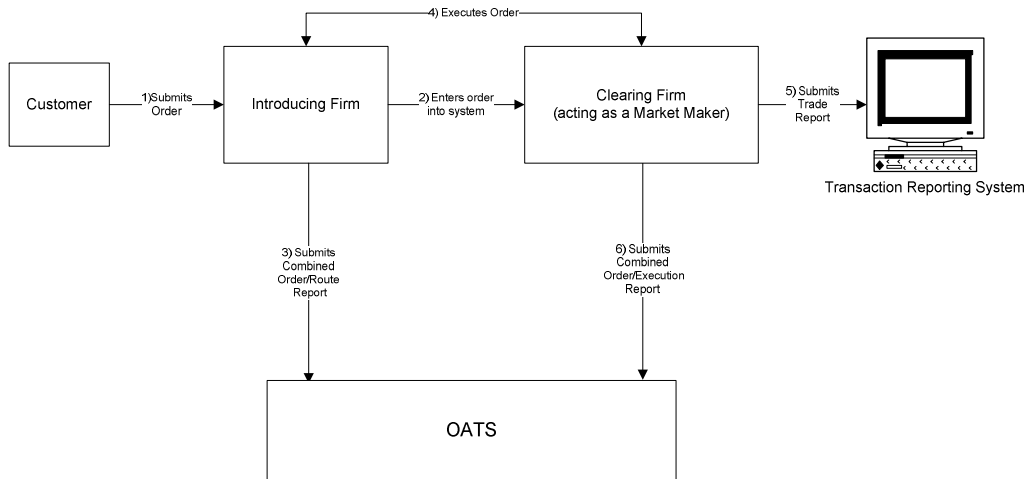 4) Executes Order
Customer
1)Submits
Order
Introducing Firm
2) Enters order
into system
Clearing Firm
(acting as a Market Maker)
5) Submits
Trade
Report
Transaction Reporting System
3) Submits
Combined
Order/Route
Report
6) Submits
Combined
Order/Execution
Report
OATS